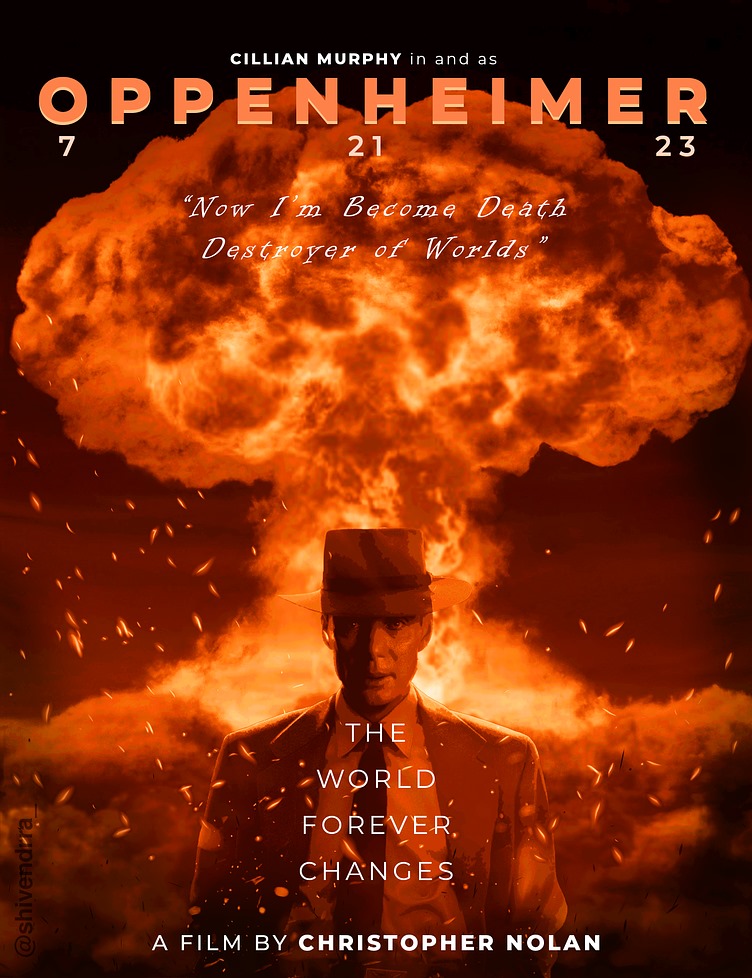 CILLIAN MURPHY in and as
OPPENHEIMER
7 21 23
“Now I’m Become Death
Destroyer of Worlds”
THE
WORLD
FOREVER
CHANGES
@shivendrra_
A FILM BY CHRISTOPHER NOLAN